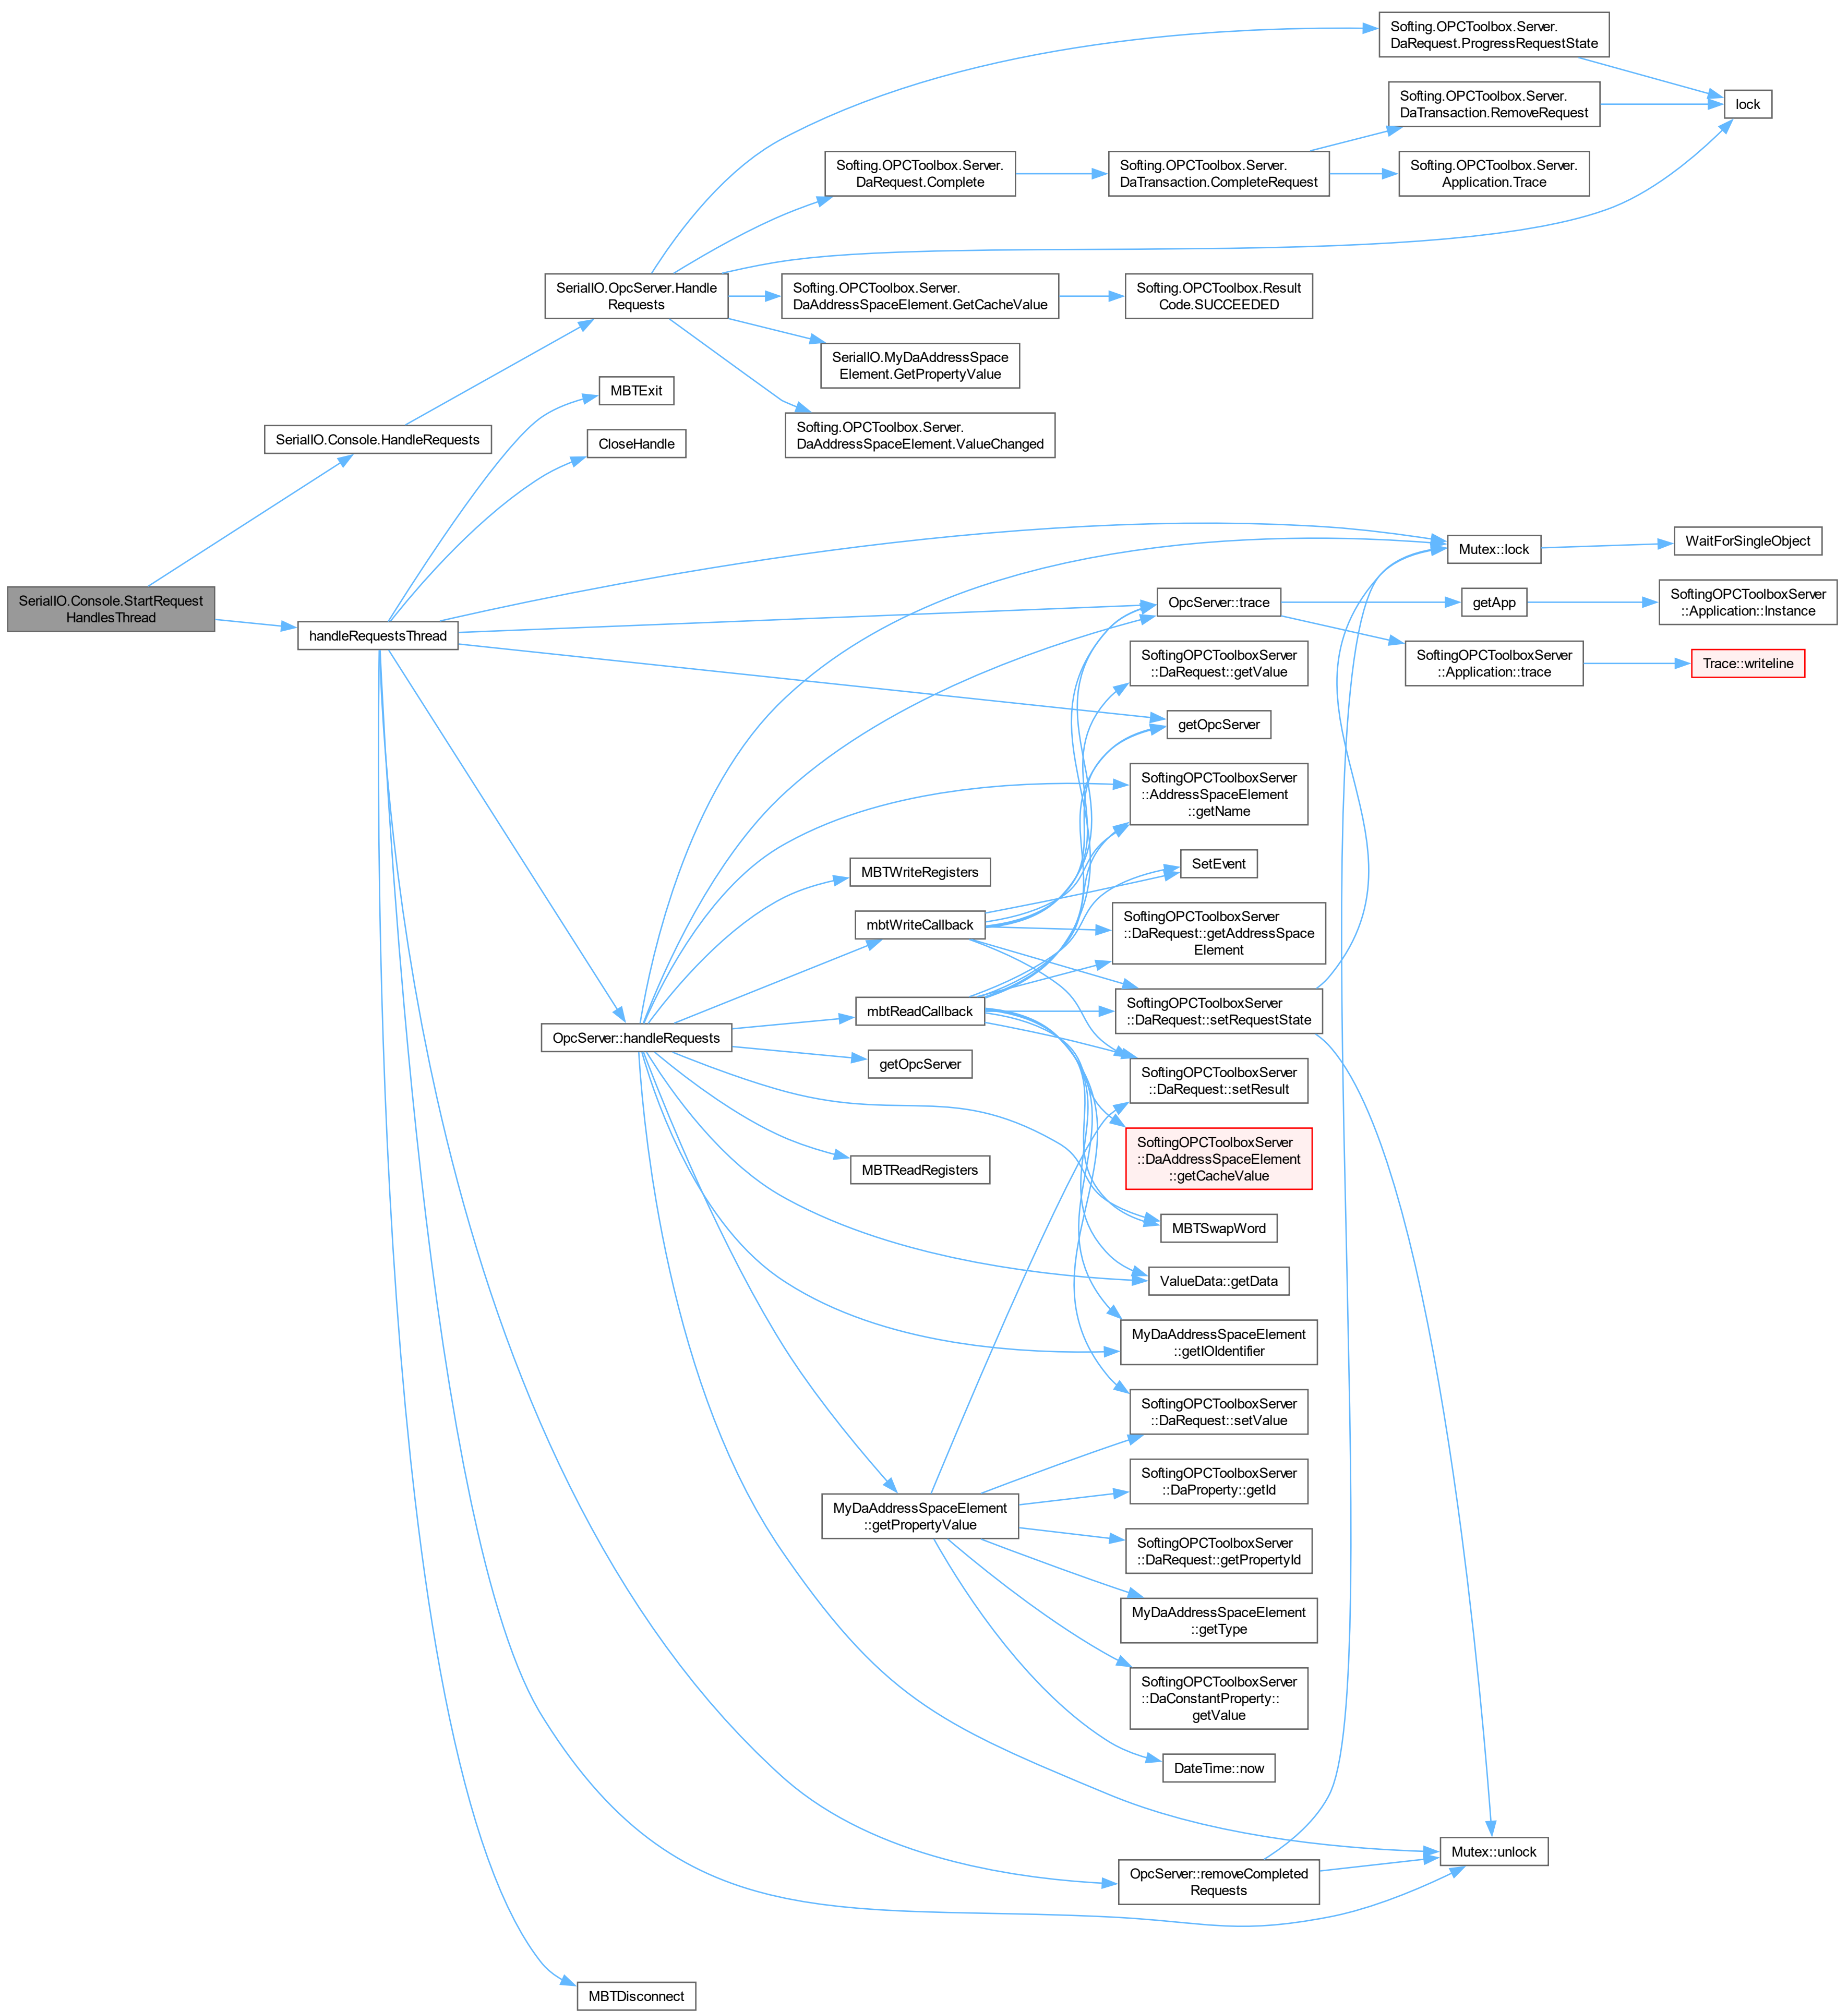 Softing.OPCToolbox.Server.
DaRequest.ProgressRequestState
Softing.OPCToolbox.Server.
DaTransaction.RemoveRequest
lock
Softing.OPCToolbox.Server.
DaRequest.Complete
Softing.OPCToolbox.Server.
DaTransaction.CompleteRequest
Softing.OPCToolbox.Server.
Application.Trace
SerialIO.OpcServer.Handle
Requests
Softing.OPCToolbox.Server.
DaAddressSpaceElement.GetCacheValue
Softing.OPCToolbox.Result
Code.SUCCEEDED
SerialIO.MyDaAddressSpace
Element.GetPropertyValue
MBTExit
Softing.OPCToolbox.Server.
DaAddressSpaceElement.ValueChanged
SerialIO.Console.HandleRequests
CloseHandle
Mutex::lock
WaitForSingleObject
SerialIO.Console.StartRequest
HandlesThread
handleRequestsThread
OpcServer::trace
getApp
SoftingOPCToolboxServer
::Application::Instance
SoftingOPCToolboxServer
::DaRequest::getValue
SoftingOPCToolboxServer
::Application::trace
Trace::writeline
getOpcServer
SoftingOPCToolboxServer
::AddressSpaceElement
::getName
MBTWriteRegisters
SetEvent
mbtWriteCallback
SoftingOPCToolboxServer
::DaRequest::getAddressSpace
Element
mbtReadCallback
SoftingOPCToolboxServer
::DaRequest::setRequestState
OpcServer::handleRequests
getOpcServer
SoftingOPCToolboxServer
::DaRequest::setResult
MBTReadRegisters
SoftingOPCToolboxServer
::DaAddressSpaceElement
::getCacheValue
MBTSwapWord
ValueData::getData
MyDaAddressSpaceElement
::getIOIdentifier
SoftingOPCToolboxServer
::DaRequest::setValue
MyDaAddressSpaceElement
::getPropertyValue
SoftingOPCToolboxServer
::DaProperty::getId
SoftingOPCToolboxServer
::DaRequest::getPropertyId
MyDaAddressSpaceElement
::getType
SoftingOPCToolboxServer
::DaConstantProperty::
getValue
DateTime::now
Mutex::unlock
OpcServer::removeCompleted
Requests
MBTDisconnect